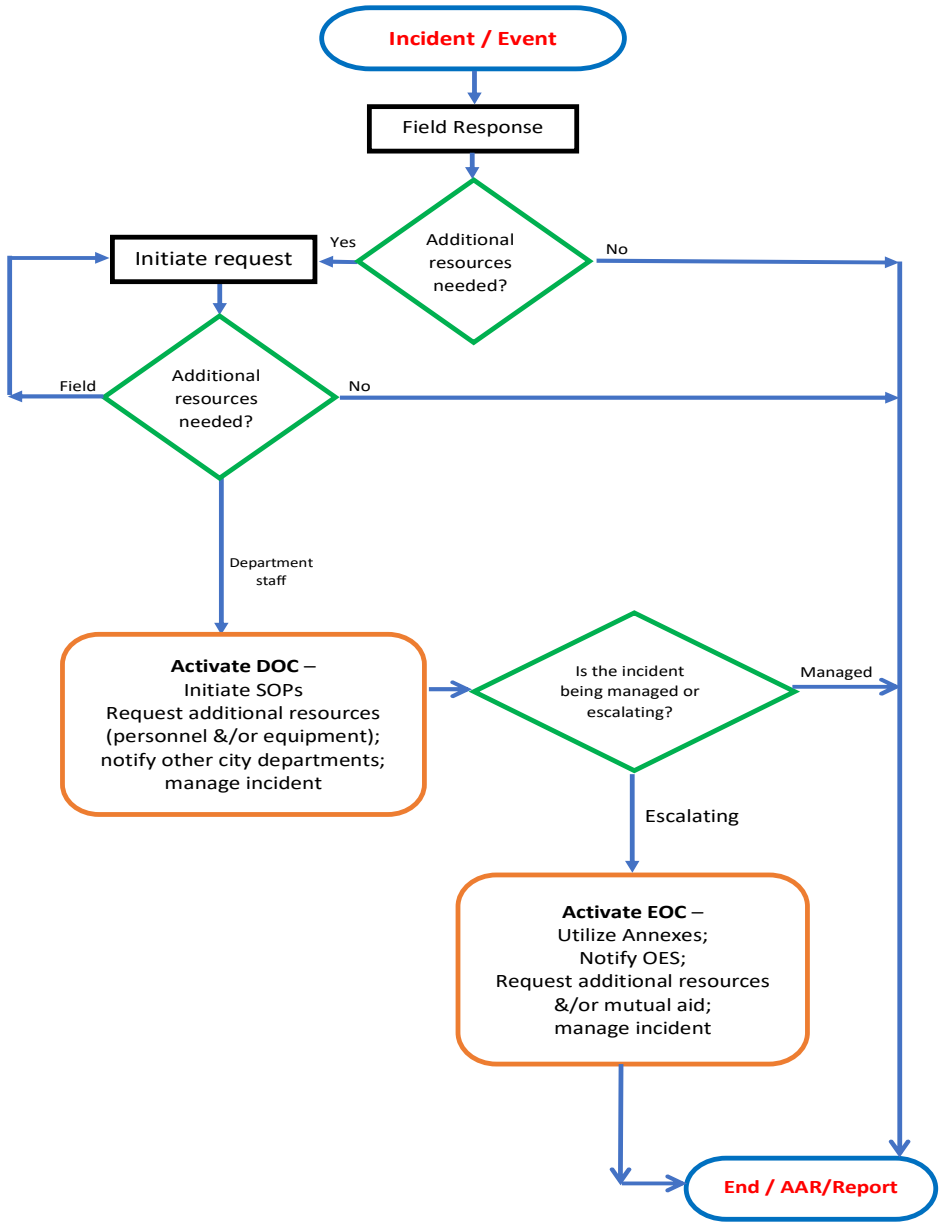 Incident / Event
Field Response
Additional
resources
needed?
Yes
No
Initiate request
Additional
resources
needed?
Field
No
Department
staff
Activate DOC –
Initiate SOPs
Request additional resources
(personnel &/or equipment);
notify other city departments;
manage incident
Is the incident
being managed or
escalating?
Managed
Escalating
Activate EOC –
Utilize Annexes;
Notify OES;
Request additional resources
&/or mutual aid;
manage incident
End / AAR/Report